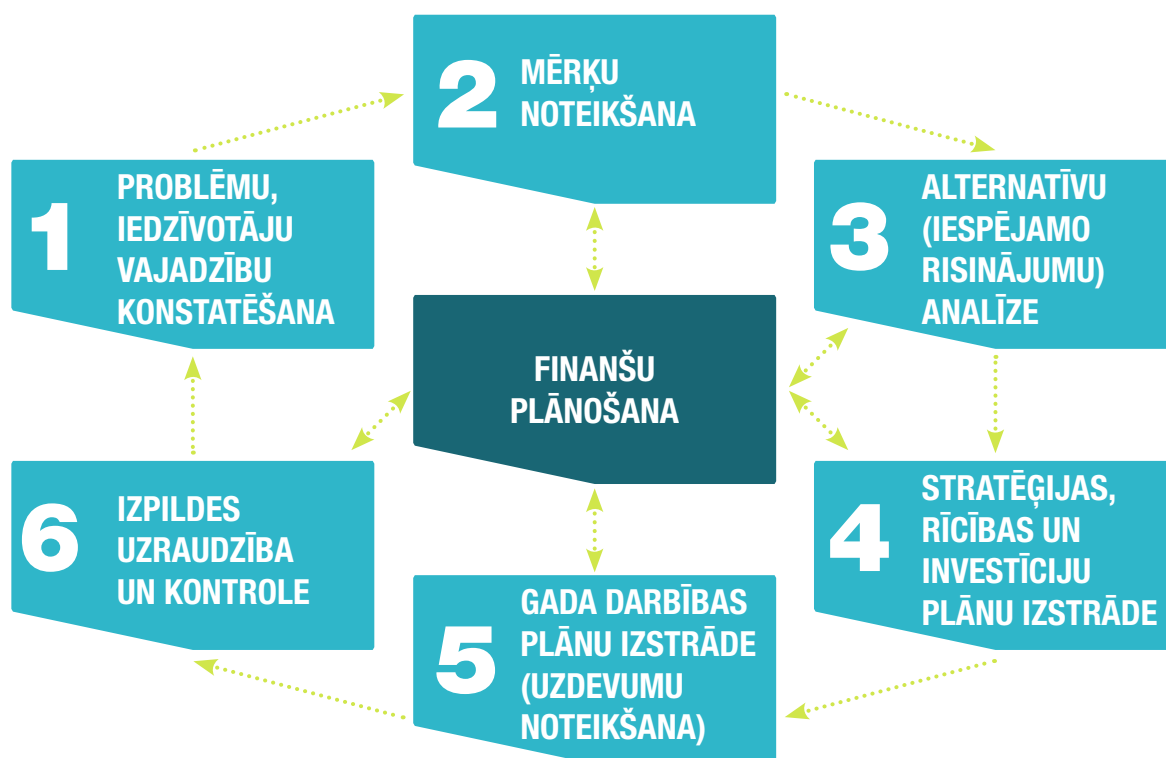 1
PROBLĒMU,
IEDZĪVOTĀJU
VAJADZĪBU
KONSTATĒŠANA
2
MĒRĶU
NOTEIKŠANA
3
ALTERNATĪVU
(IESPĒJAMO
RISINĀJUMU)
ANALĪZE
FINANŠU
PLĀNOŠANA
4
STRATĒĢIJAS,
RĪCĪBAS UN
INVESTĪCIJU
PLĀNU IZSTRĀDE
5
GADA DARBĪBAS
PLĀNU IZSTRĀDE
(UZDEVUMU
NOTEIKŠANA)
6
IZPILDES
UZRAUDZĪBA
UN KONTROLE